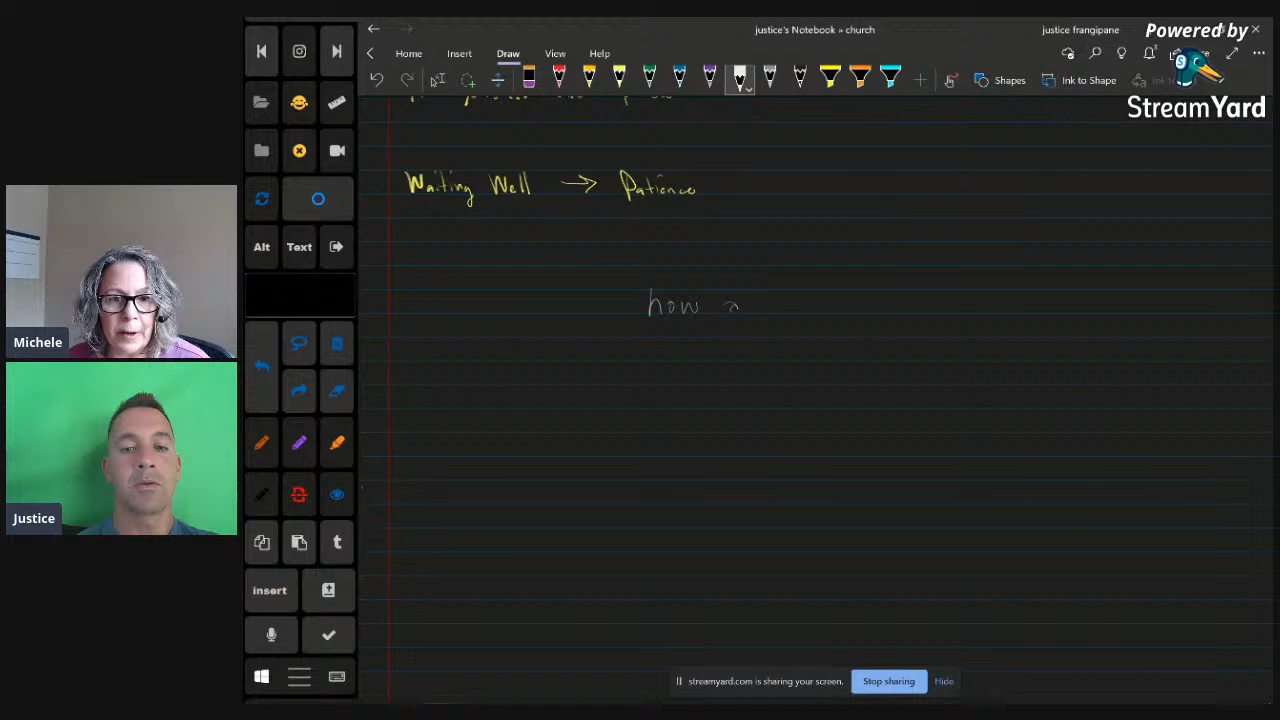 justice's Notebook » church
justice frangipane
Powered by
StreamYard
Home Insert Draw View Help
Shapes Ink to Shape
Waiting Well → Patience
how
Alt Text
Michele
Justice
t
insert
streamyard.com is sharing your screen. Stop sharing Hide